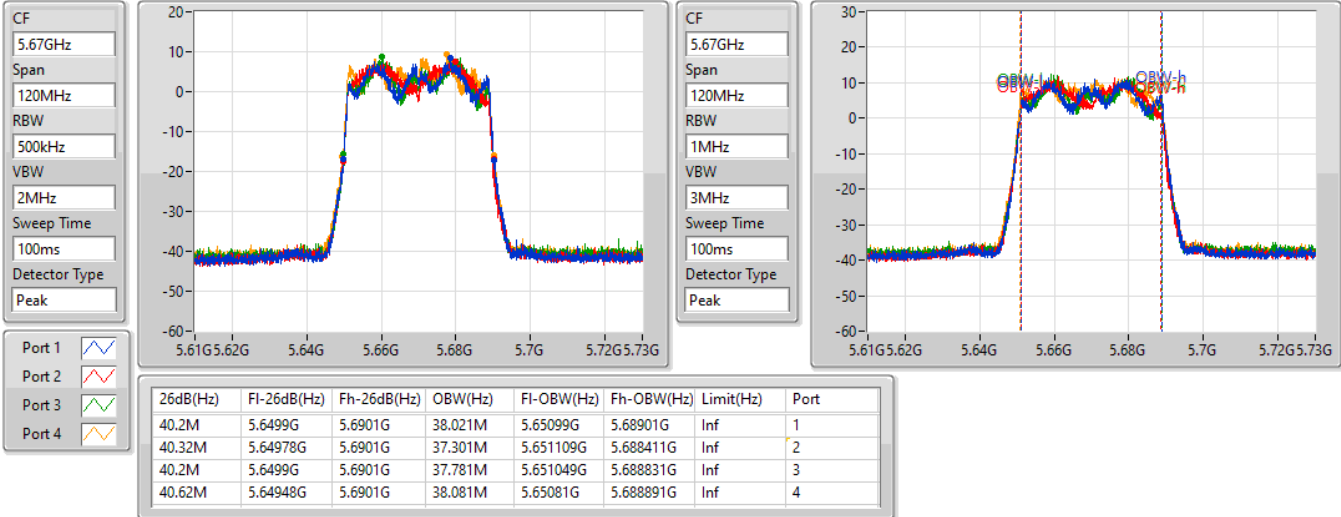 CF
5.67GHz
Span
120MHz
RBW
500kHz
VBW
2MHz
Sweep Time
100ms
Detector Type
Peak
20
10
0
-10
-20
-30
-40
-50
-60
5.61G 5.62G 5.64G 5.66G 5.68G 5.7G 5.72G 5.73G
CF
5.67GHz
Span
120MHz
RBW
1MHz
VBW
3MHz
Sweep Time
100ms
Detector Type
Peak
30
20
10
0
-10
-20
-30
-40
-50
-60
OBW-h
OBW-h
5.61G 5.62G 5.64G 5.66G 5.68G 5.7G 5.72G 5.73G
Port 1
Port 2
Port 3
Port 4
26dB(Hz) Fl-26dB(Hz) Fh-26dB(Hz) OBW(Hz) Fl-OBW(Hz) Fh-OBW(Hz) Limit(Hz) Port
40.2M 5.6499G 5.6901G 38.021M 5.65099G 5.68901G Inf 1
40.32M 5.64978G 5.6901G 37.301M 5.651109G 5.688411G Inf 2
40.2M 5.6499G 5.6901G 37.781M 5.651049G 5.688831G Inf 3
40.62M 5.64948G 5.6901G 38.081M 5.65081G 5.688891G Inf 4